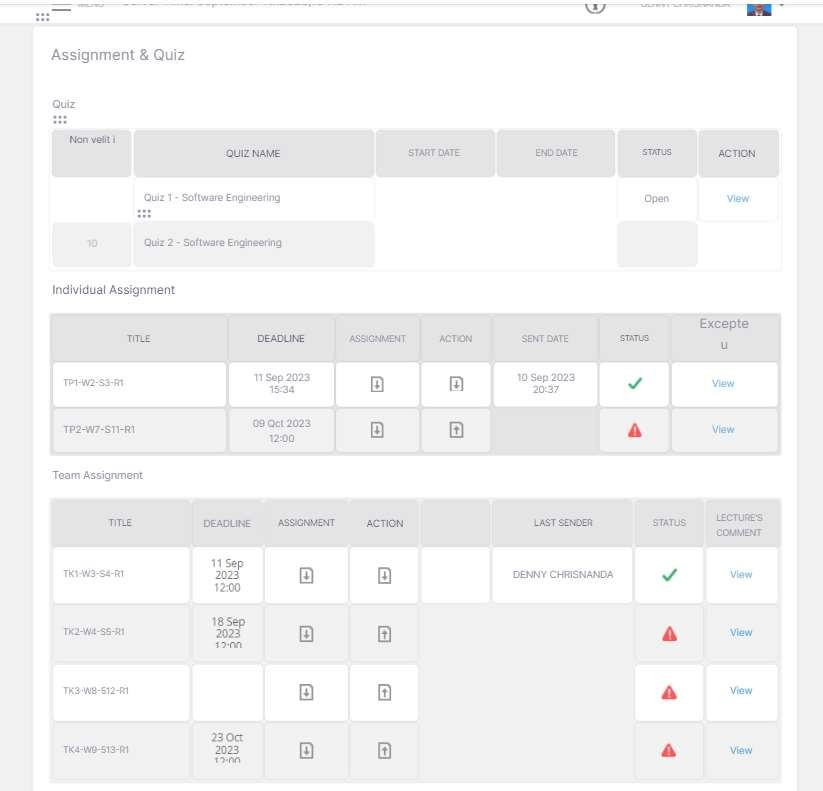 Assignment & Quiz
Quiz
Non velit i
QUIZ NAME
START DATE
END DATE
STATUS
ACTION
Quiz 1 - Software Engineering
Open
View
10
Quiz 2 - Software Engineering
Individual Assignment
TITLE
DEADLINE
ASSIGNMENT
ACTION
SENT DATE
STATUS
Excepte
u
TP1-W2-S3-R1
11 Sep 2023
15:34
10 Sep 2023
20:37
View
TP2-W7-S11-R1
09 Oct 2023
12:00
View
Team Assignment
TITLE
DEADLINE
ASSIGNMENT
ACTION
LAST SENDER
STATUS
LECTURE'S
COMMENT
TK1-W3-S4-R1
11 Sep
2023
12:00
DENNY CHRISNANDA
View
TK2-W4-S5-R1
18 Sep
2023
12:00
View
TK3-W8-512-R1
View
TK4-W9-513-R1
23 Oct
2023
12:00
View